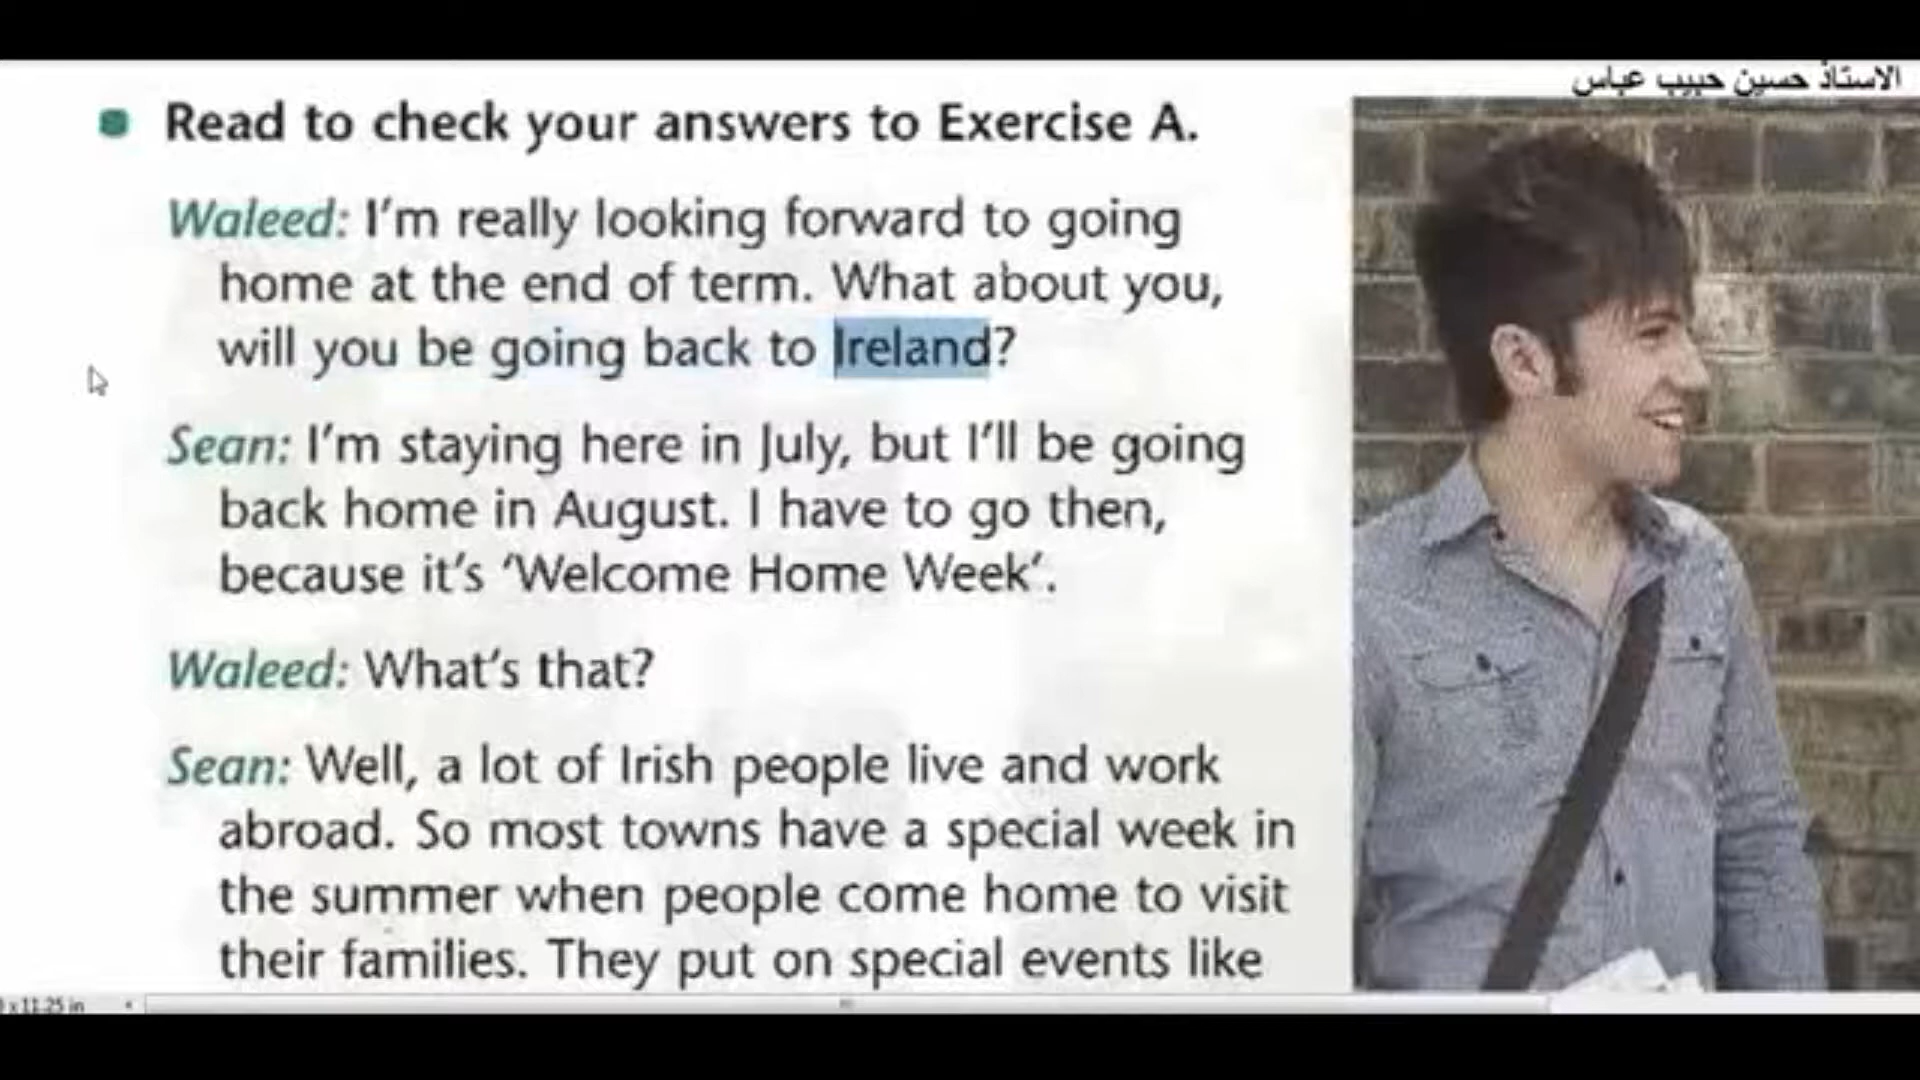 الاستاذ حسين حبيب عباس
Read to check your answers to Exercise A.
Waleed: I'm really looking forward to going
home at the end of term. What about you,
will you be going back to Ireland?
Sean: I'm staying here in July, but I'll be going
back home in August. I have to go then,
because it's 'Welcome Home Week'.
Waleed: What's that?
Sean: Well, a lot of Irish people live and work
abroad. So most towns have a special week in
the summer when people come home to visit
their families. They put on special events like
x 11.25 in